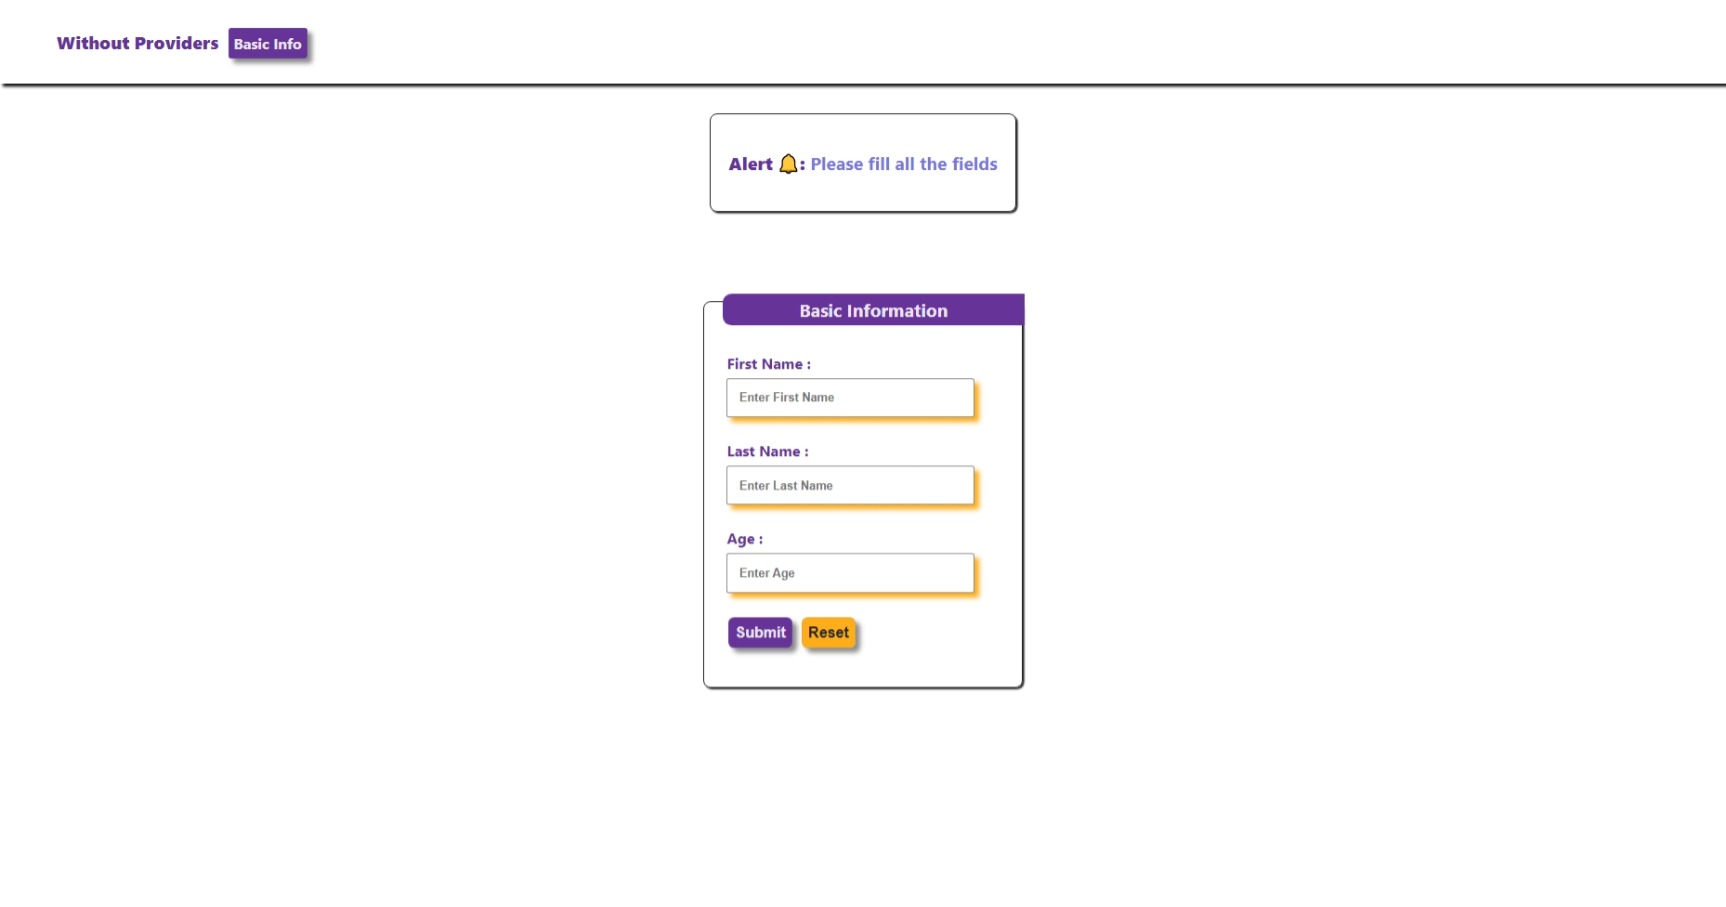 Without Providers Basic Info
Alert 🔔: Please fill all the fields
Basic Information
First Name :
Enter First Name
Last Name :
Enter Last Name
Age :
Enter Age
Submit Reset